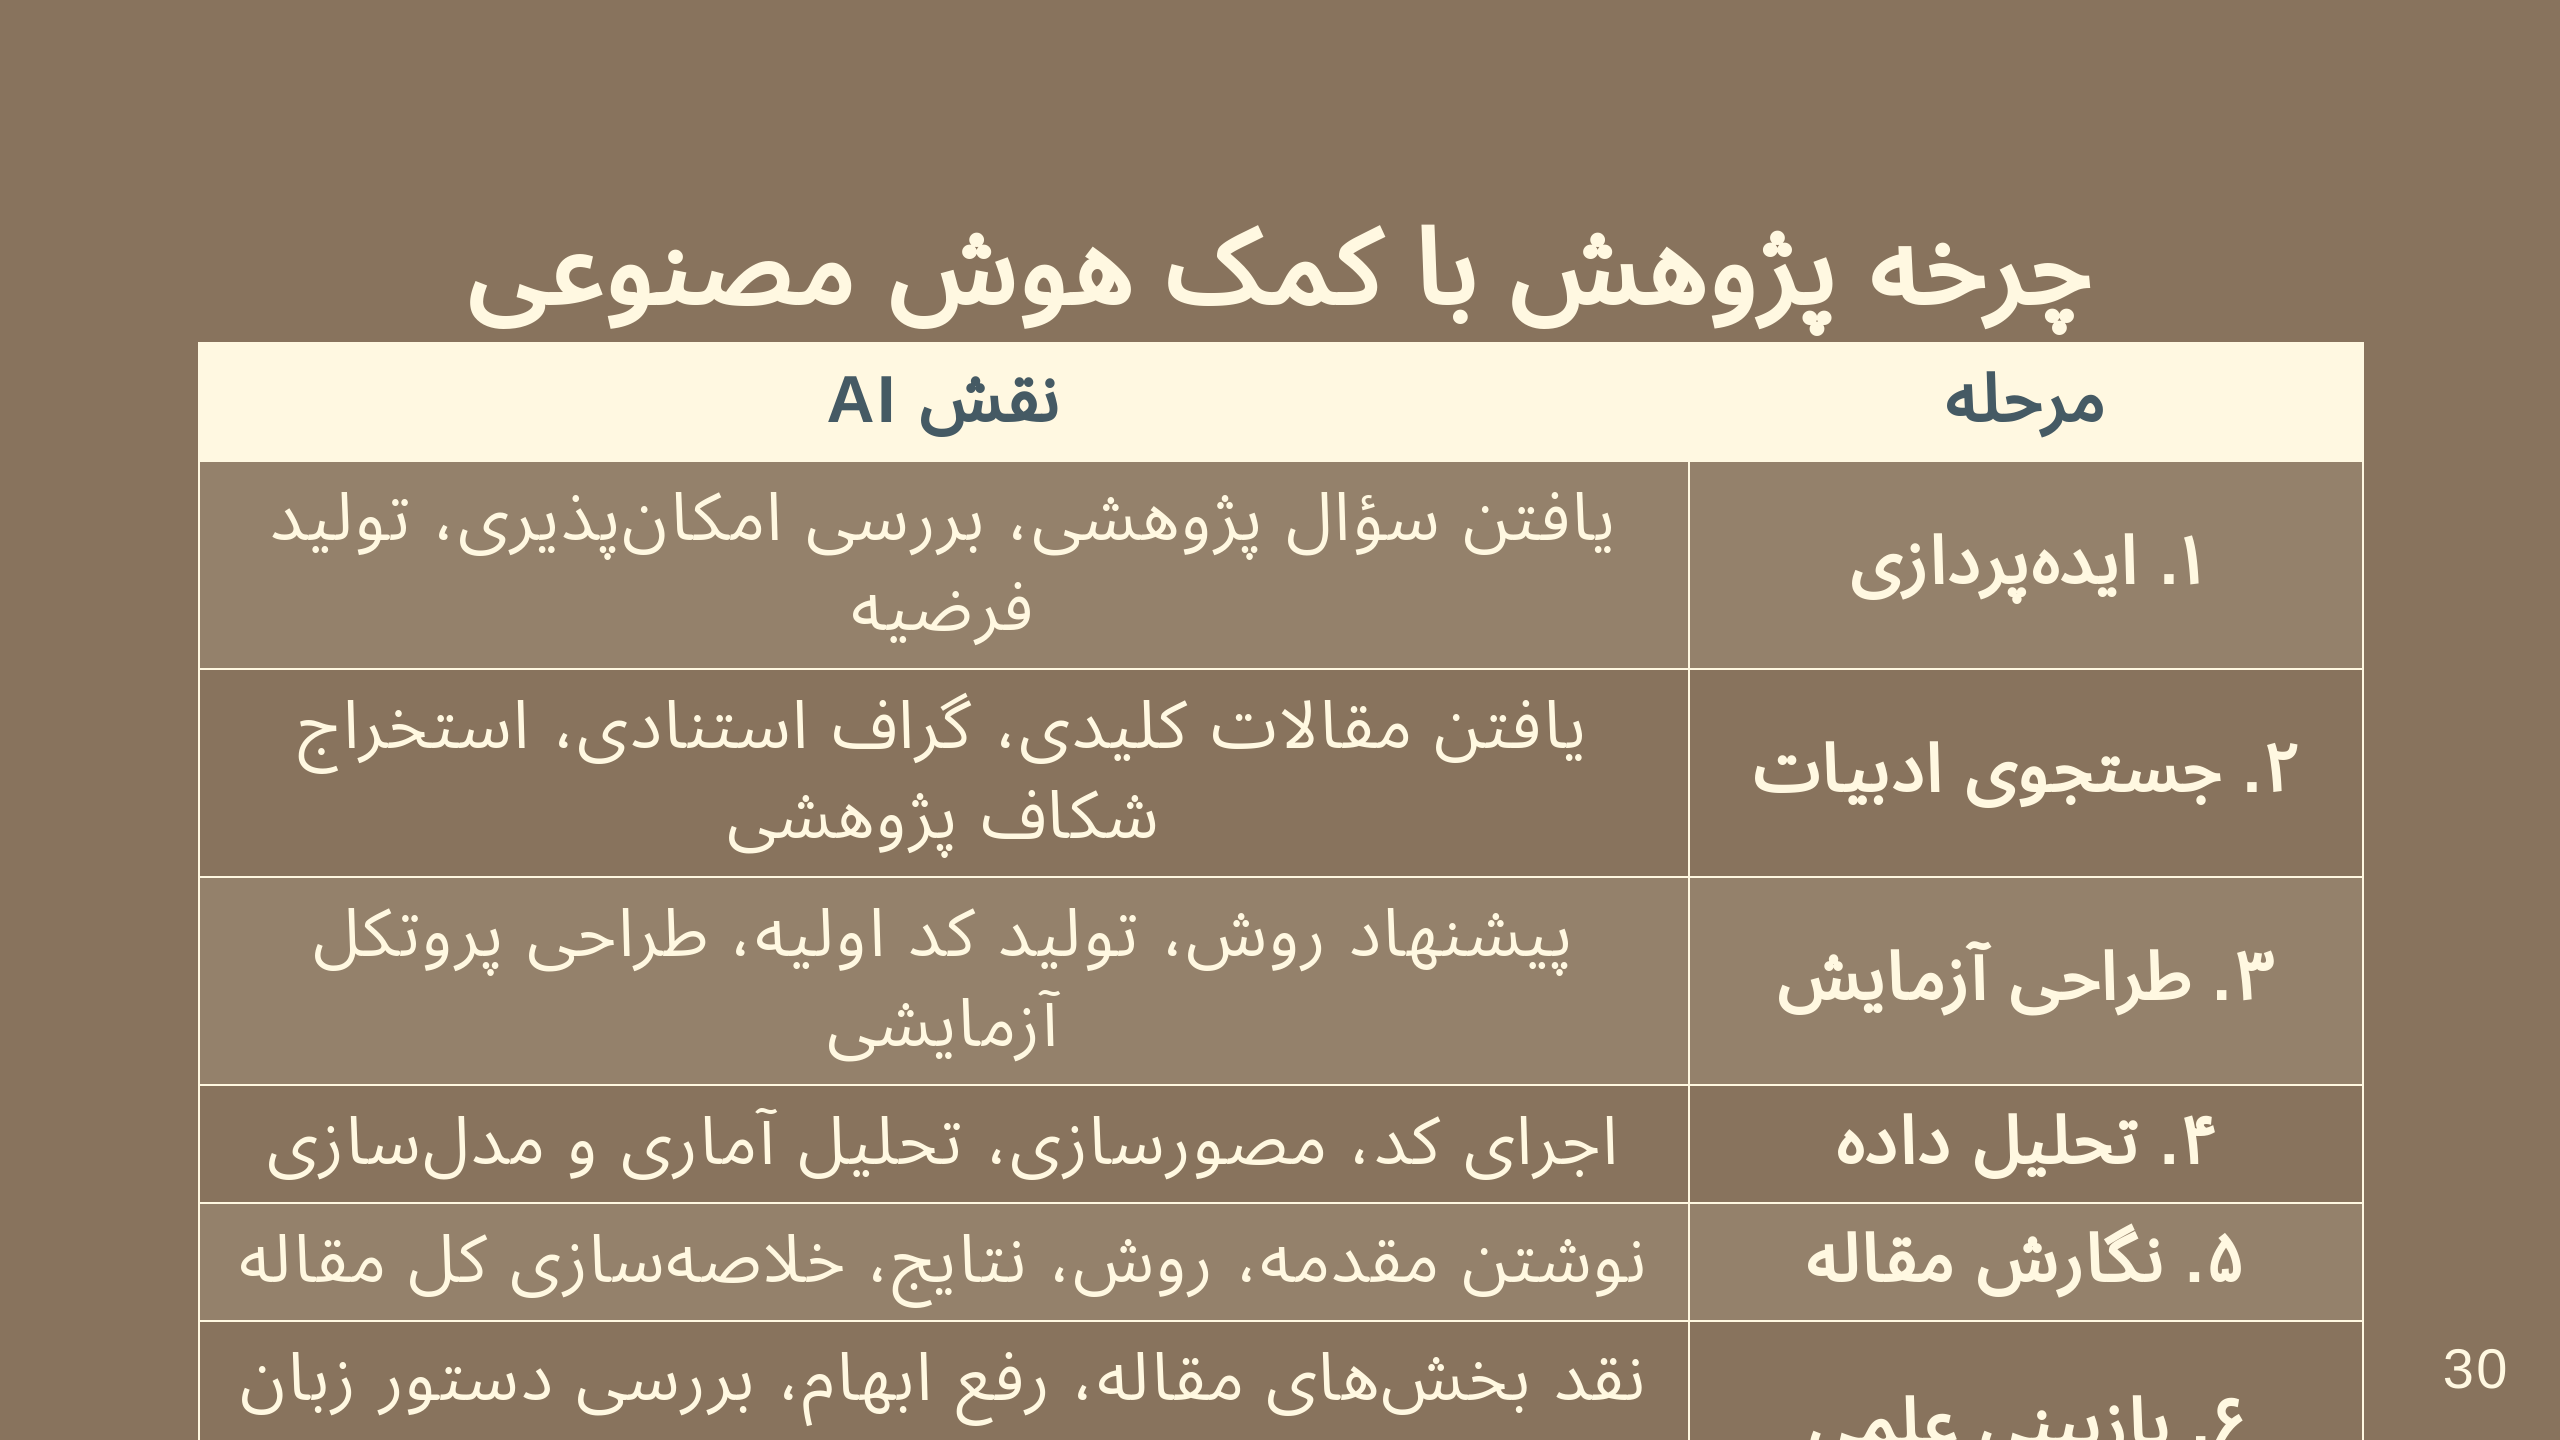 چرخه پژوهش با کمک هوش مصنوعی
مرحله
نقش AI
۱. ایده‌پردازی
یافتن سؤال پژوهشی، بررسی امکان‌پذیری، تولید
فرضیه
۲. جستجوی ادبیات
یافتن مقالات کلیدی، گراف استنادی، استخراج
شکاف پژوهشی
۳. طراحی آزمایش
پیشنهاد روش، تولید کد اولیه، طراحی پروتکل
آزمایشی
۴. تحلیل داده
اجرای کد، مصورسازی، تحلیل آماری و مدل‌سازی
۵. نگارش مقاله
نوشتن مقدمه، روش، نتایج، خلاصه‌سازی کل مقاله
۶. بازبینی علمی
نقد بخش‌های مقاله، رفع ابهام، بررسی دستور زبان
30